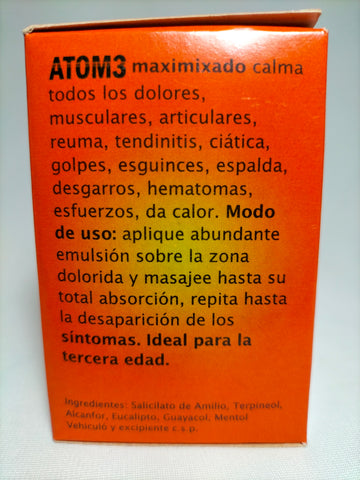 ATOM3 maximixado calma
todos los dolores,
musculares, articulares,
reuma, tendinitis, ciática,
golpes, esguinces, espalda,
desgarros, hematomas,
esfuerzos, da calor. Modo
de uso: aplique abundante
emulsión sobre la zona
dolorida y masajee hasta su
total absorción, repita hasta
la desaparición de los
síntomas. Ideal para la
tercera edad.
Ingredientes: Salicilato de Amilio, Terpineol,
Alcanfor, Eucalipto, Guayacol, Mentol
Vehiculó y excipiente c.s.p.